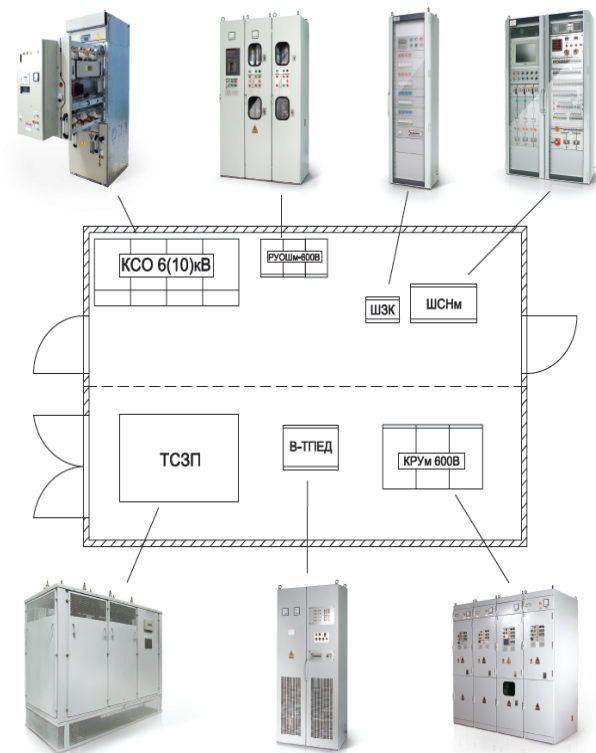 КСО 6(10)кВ
РУОШм-600В
ШЗК
ШСНм
ТСЗП
В-ТПЕД
КРУм 600В